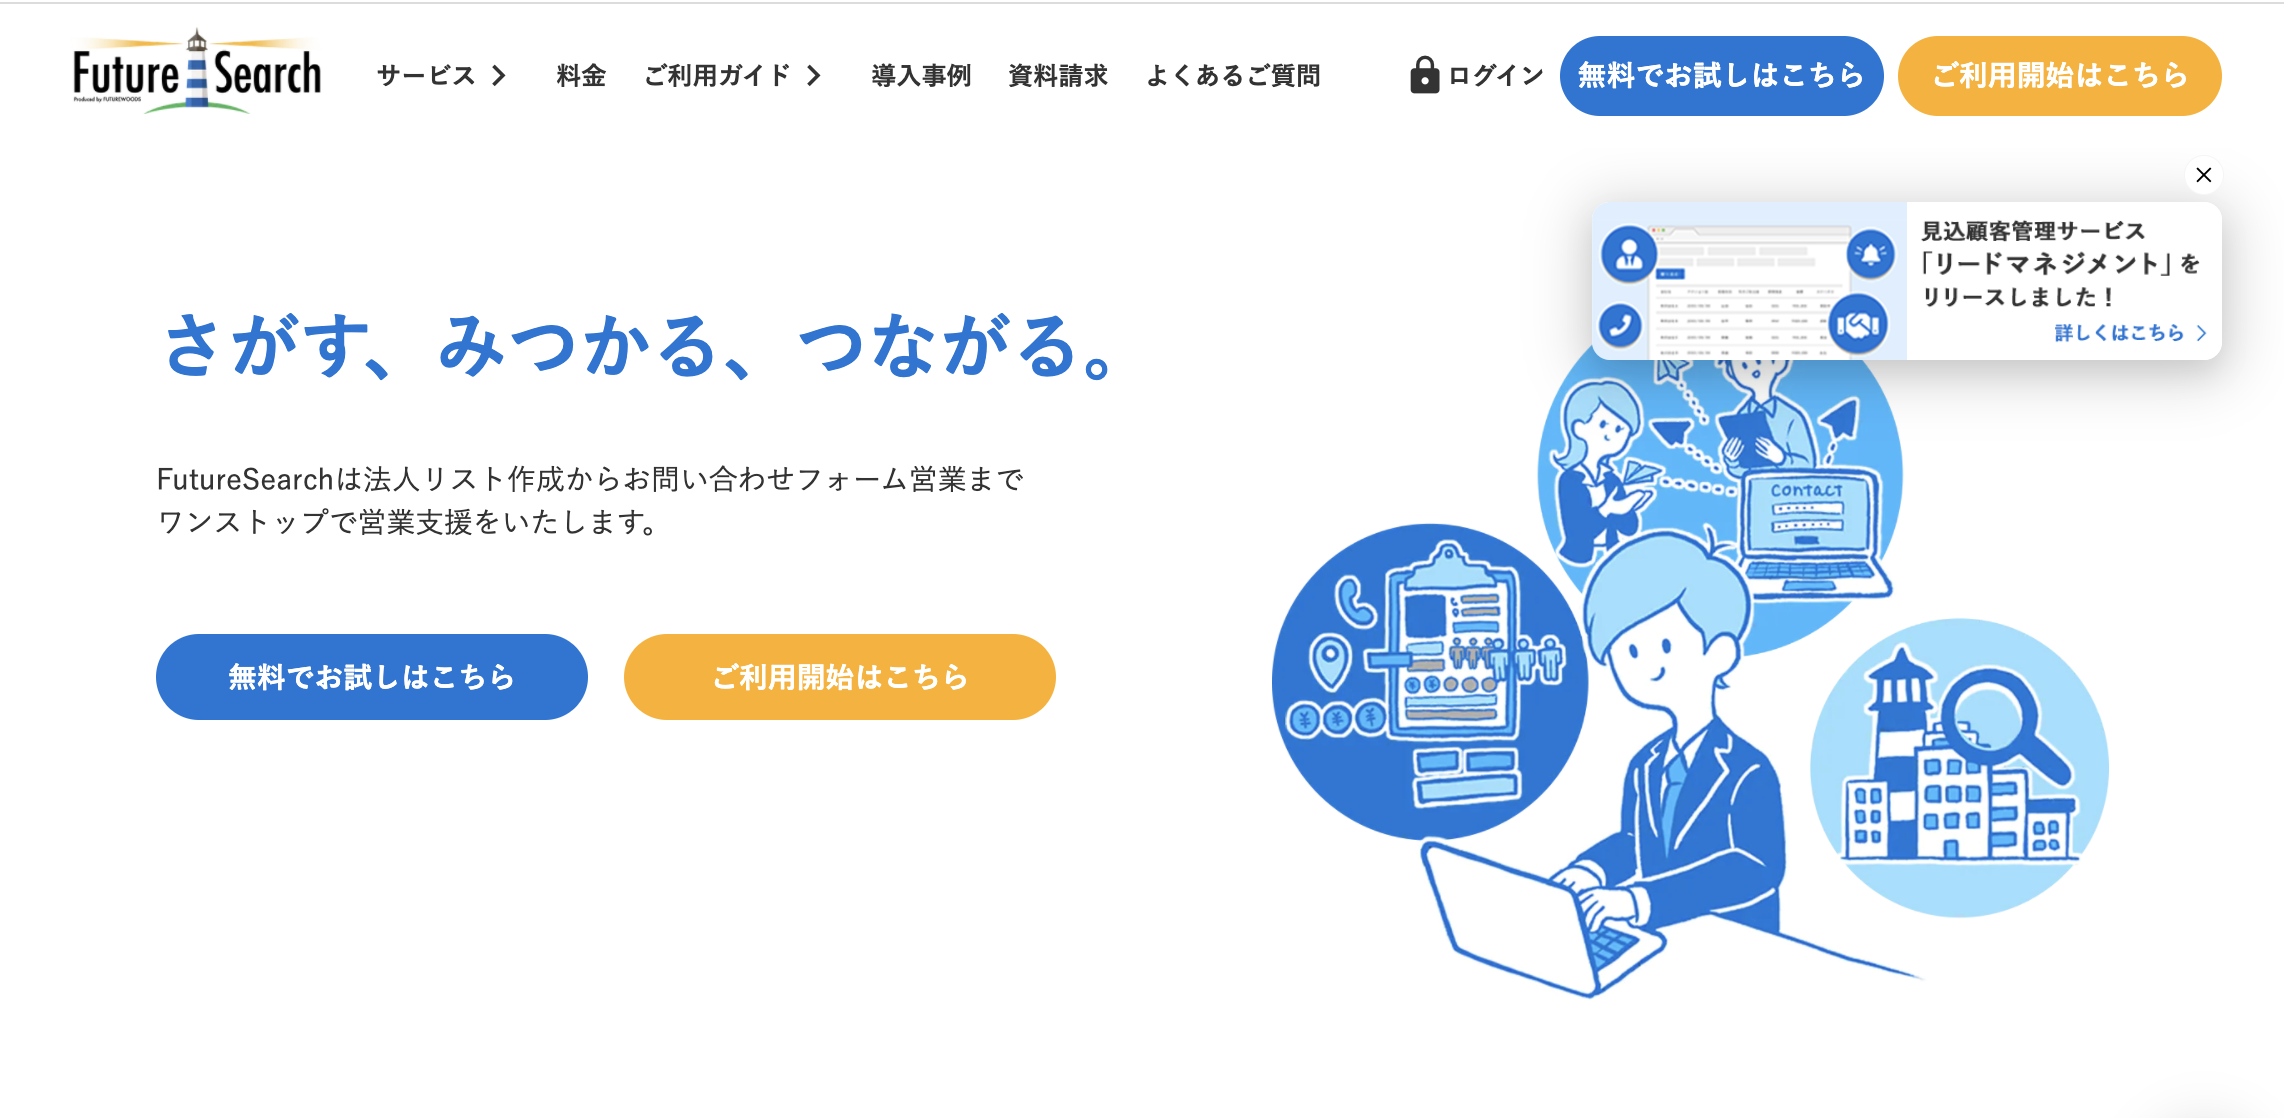 Future Search
Produced by FUTUREWOODS
サービス
料金
ご利用ガイド
導入事例
資料請求
よくあるご質問
ログイン
無料でお試しはこちら
ご利用開始はこちら
見込顧客管理サービス
「リードマネジメント」を
リリースしました！
詳しくはこちら
さがす、みつかる、つながる。
FutureSearchは法人リスト作成からお問い合わせフォーム営業まで
ワンストップで営業支援をいたします。
無料でお試しはこちら
ご利用開始はこちら
Contact
¥ ¥ ¥